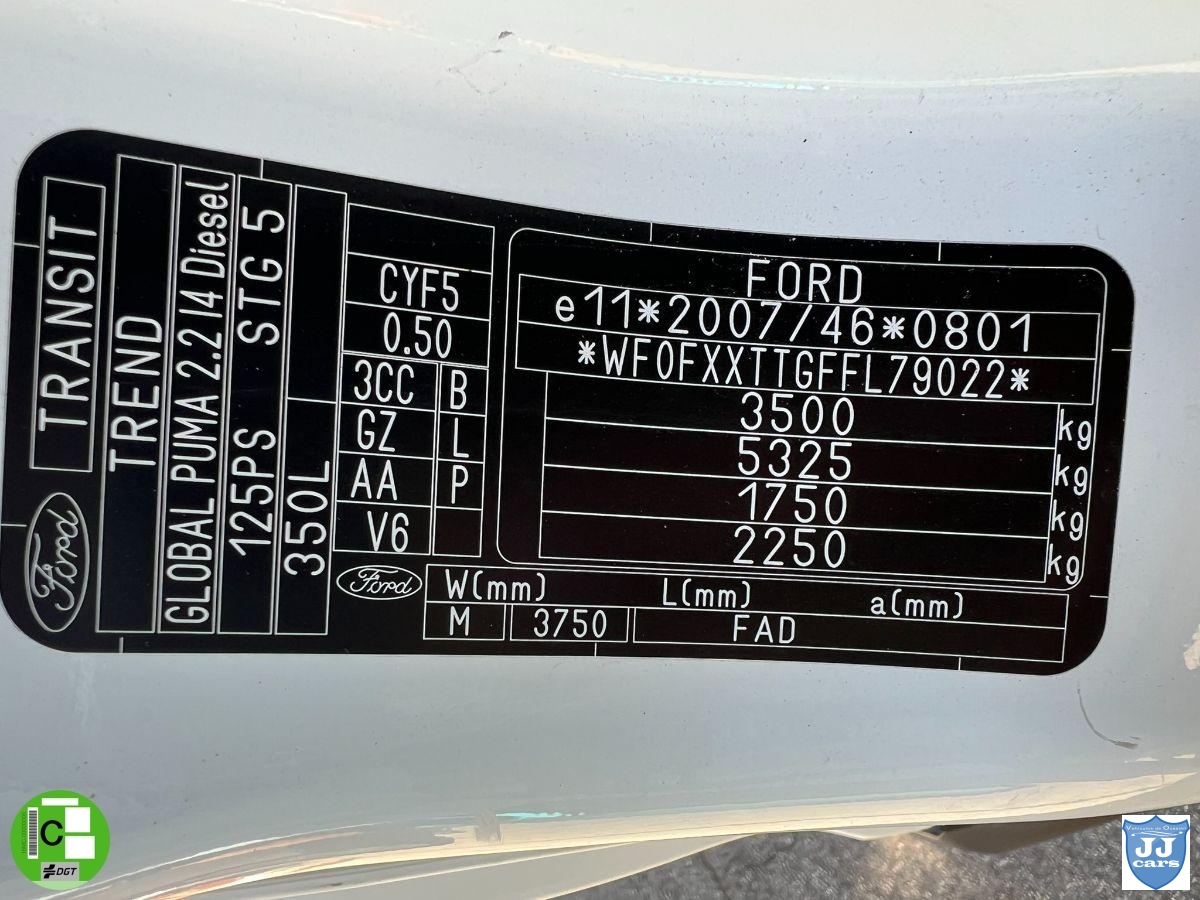 Ford
TRANSIT
TREND
GLOBAL PUMA 2.2 I4 Diesel
125PS STG 5
350L
CYF5
0.50
3CC B
GZ L
AA P
V6
FORD
e11*2007/46*0801
*WF0FXXTTGFFL79022*
3500 kg
5325 kg
1750 kg
2250 kg
Ford
W(mm) L(mm) a(mm)
M 3750 FAD
C
DGT
JJ
cars